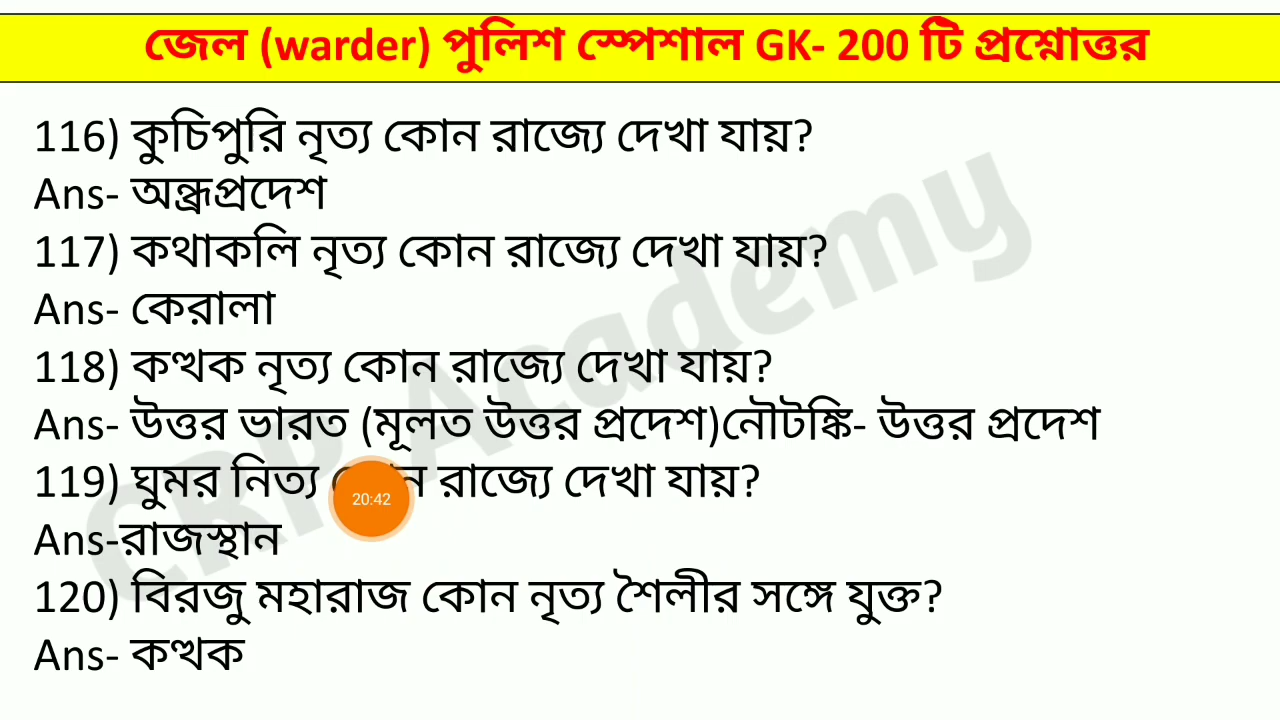 জেল (warder) পুলিশ স্পেশাল GK- 200 টি প্রশ্নোত্তর
116) কুচিপুরি নৃত্য কোন রাজ্যে দেখা যায়?
Ans- অন্ধ্রপ্রদেশ
117) কথাকলি নৃত্য কোন রাজ্যে দেখা যায়?
Ans- কেরালা
118) কত্থক নৃত্য কোন রাজ্যে দেখা যায়?
Ans- উত্তর ভারত (মূলত উত্তর প্রদেশ)নৌটঙ্কি- উত্তর প্রদেশ
119) ঘুমর নিত্য রাজ্যে দেখা যায়?
20:42
Ans-রাজস্থান
120) বিরজু মহারাজ কোন নৃত্য শৈলীর সঙ্গে যুক্ত?
Ans- কত্থক
CRP Academy